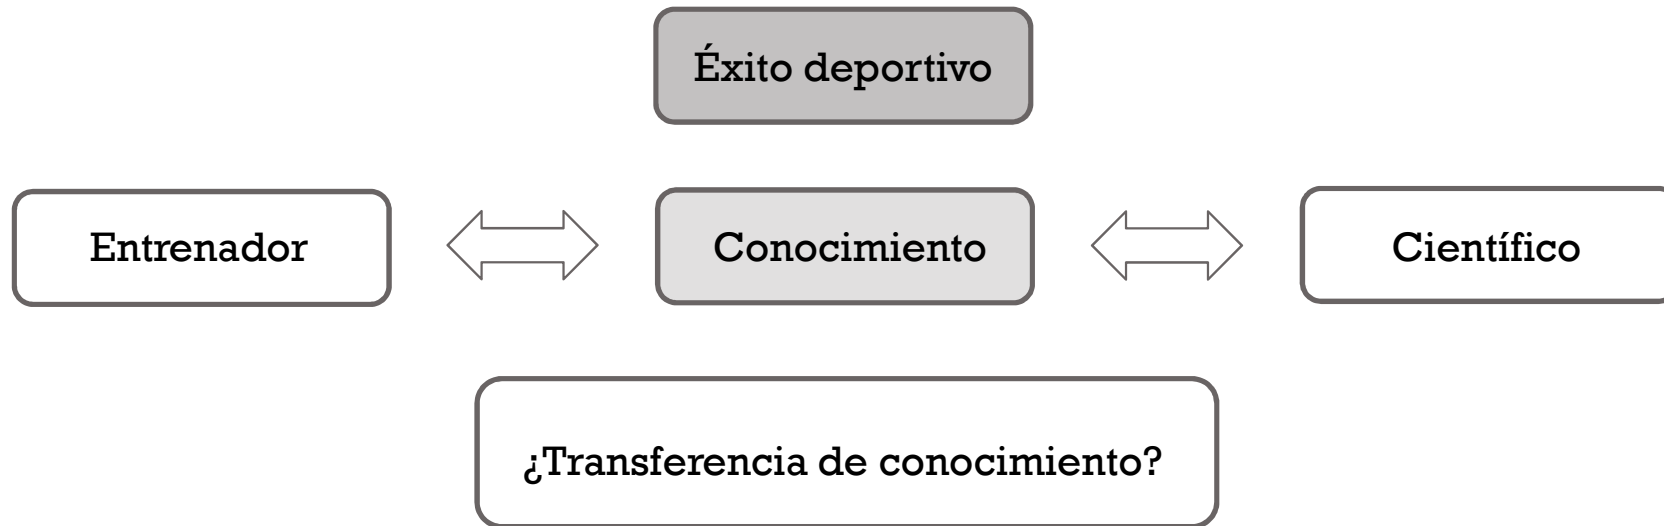 Éxito deportivo
Entrenador
Conocimiento
Científico
¿Transferencia de conocimiento?